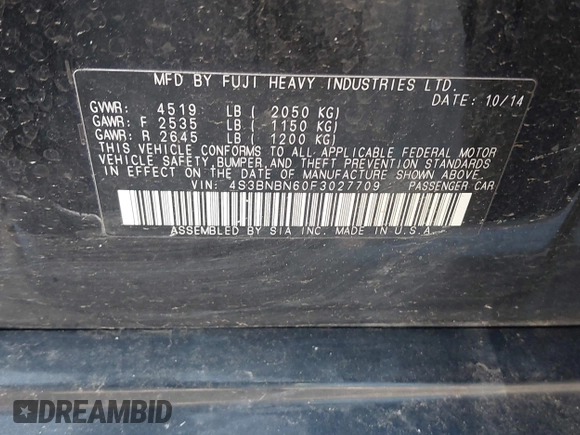 MFD BY FUJI HEAVY INDUSTRIES LTD.
DATE: 10/14
GVWR: 4519 LB ( 2050 KG)
GAWR: F 2535 LB ( 1150 KG)
GAWR: R 2645 LB ( 1200 KG)
THIS VEHICLE CONFORMS TO ALL APPLICABLE FEDERAL MOTOR
VEHICLE SAFETY,BUMPER,AND THEFT PREVENTION STANDARDS
IN EFFECT ON THE DATE OF MANUFACTURE SHOWN ABOVE.
VIN: 4S3BNBN60F3027709 PASSENGER CAR
ASSEMBLED BY SIA INC. MADE IN U.S.A.
DREAMBID